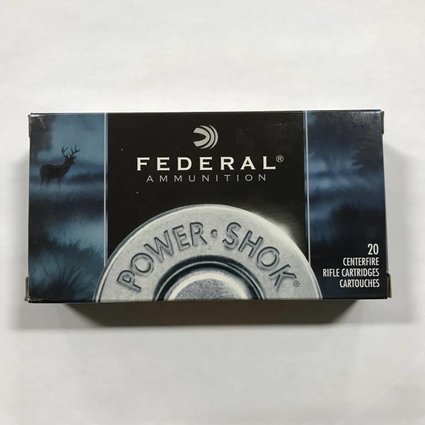 FEDERAL®
AMMUNITION
POWER·SHOK®
20
CENTERFIRE
RIFLE CARTRIDGES
CARTOUCHES